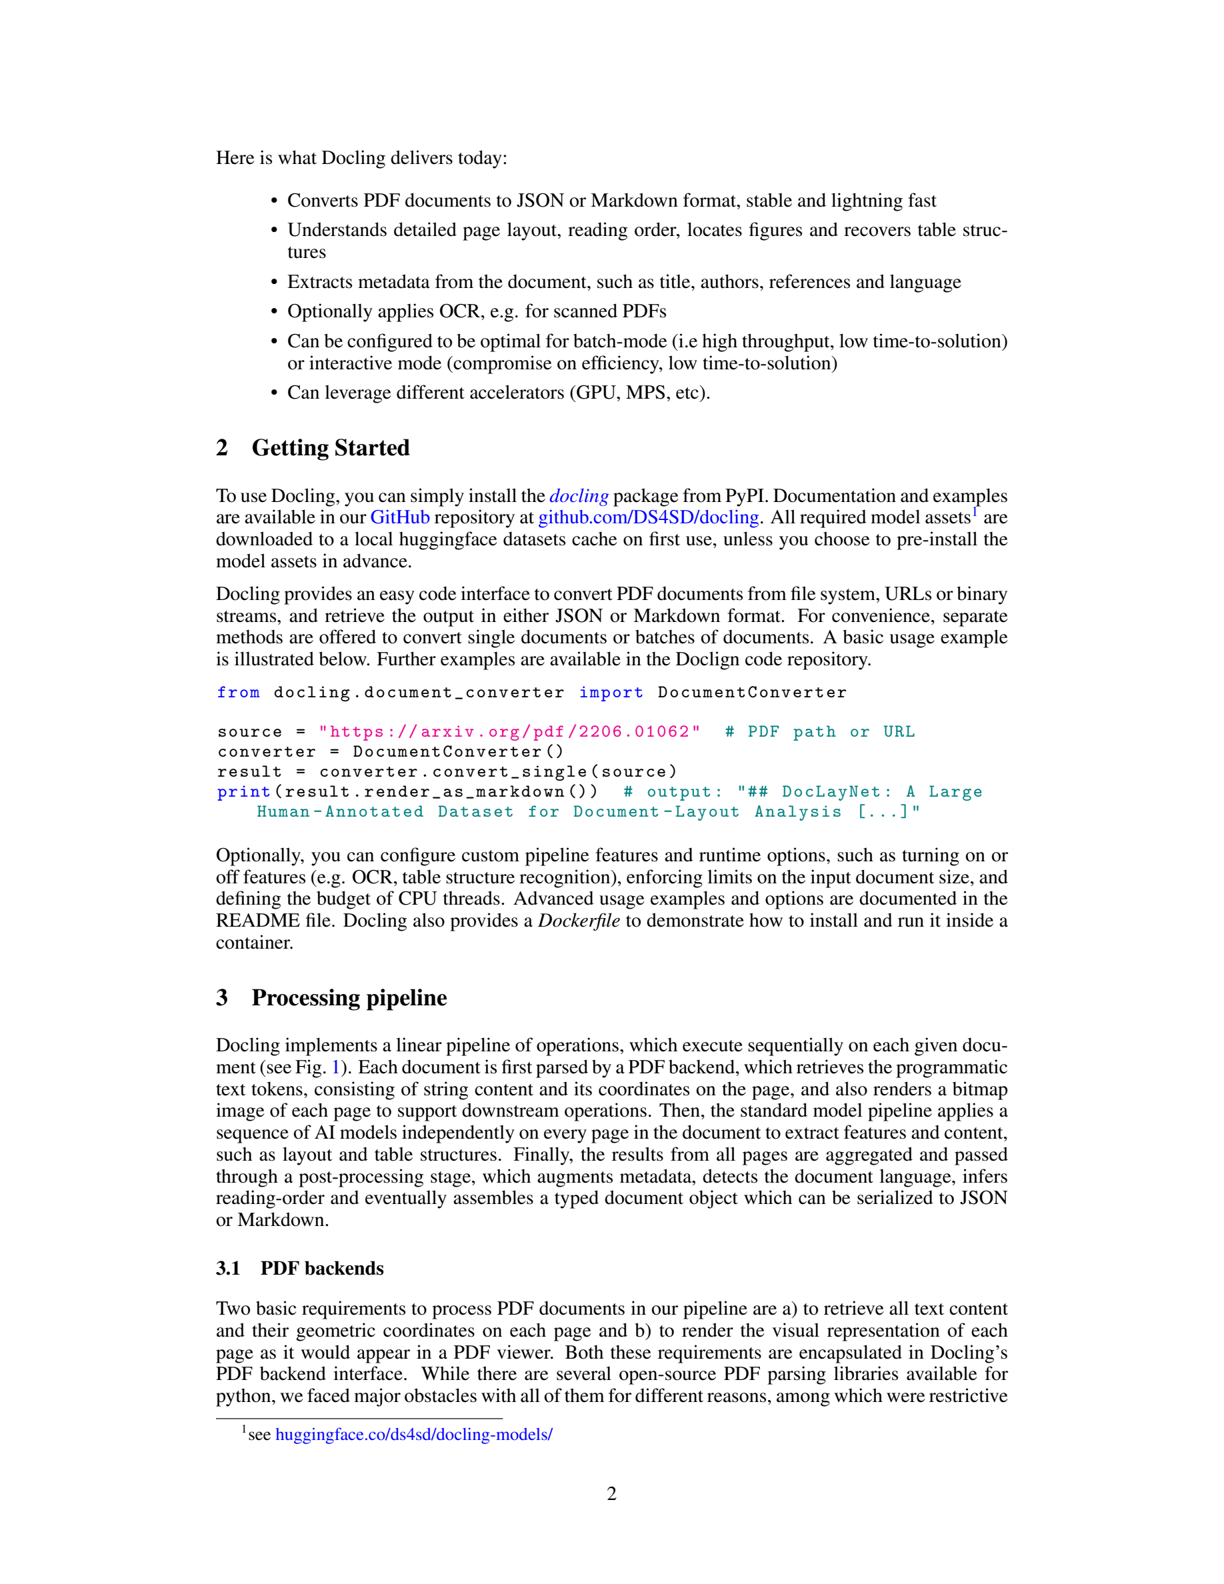 Here is what Docling delivers today:
• Converts PDF documents to JSON or Markdown format, stable and lightning fast
• Understands detailed page layout, reading order, locates figures and recovers table struc-
tures
• Extracts metadata from the document, such as title, authors, references and language
• Optionally applies OCR, e.g. for scanned PDFs
• Can be configured to be optimal for batch-mode (i.e high throughput, low time-to-solution)
or interactive mode (compromise on efficiency, low time-to-solution)
• Can leverage different accelerators (GPU, MPS, etc).
2 Getting Started
To use Docling, you can simply install the docling package from PyPI. Documentation and examples
are available in our GitHub repository at github.com/DS4SD/docling. All required model assets¹ are
downloaded to a local huggingface datasets cache on first use, unless you choose to pre-install the
model assets in advance.
Docling provides an easy code interface to convert PDF documents from file system, URLs or binary
streams, and retrieve the output in either JSON or Markdown format. For convenience, separate
methods are offered to convert single documents or batches of documents. A basic usage example
is illustrated below. Further examples are available in the Doclign code repository.
from docling.document_converter import DocumentConverter
source = "https://arxiv.org/pdf/2206.01062" # PDF path or URL
converter = DocumentConverter()
result = converter.convert_single(source)
print(result.render_as_markdown()) # output: "## DocLayNet: A Large
Human-Annotated Dataset for Document-Layout Analysis [...]"
Optionally, you can configure custom pipeline features and runtime options, such as turning on or
off features (e.g. OCR, table structure recognition), enforcing limits on the input document size, and
defining the budget of CPU threads. Advanced usage examples and options are documented in the
README file. Docling also provides a Dockerfile to demonstrate how to install and run it inside a
container.
3 Processing pipeline
Docling implements a linear pipeline of operations, which execute sequentially on each given docu-
ment (see Fig. 1). Each document is first parsed by a PDF backend, which retrieves the programmatic
text tokens, consisting of string content and its coordinates on the page, and also renders a bitmap
image of each page to support downstream operations. Then, the standard model pipeline applies a
sequence of AI models independently on every page in the document to extract features and content,
such as layout and table structures. Finally, the results from all pages are aggregated and passed
through a post-processing stage, which augments metadata, detects the document language, infers
reading-order and eventually assembles a typed document object which can be serialized to JSON
or Markdown.
3.1 PDF backends
Two basic requirements to process PDF documents in our pipeline are a) to retrieve all text content
and their geometric coordinates on each page and b) to render the visual representation of each
page as it would appear in a PDF viewer. Both these requirements are encapsulated in Docling's
PDF backend interface. While there are several open-source PDF parsing libraries available for
python, we faced major obstacles with all of them for different reasons, among which were restrictive
¹see huggingface.co/ds4sd/docling-models/
2